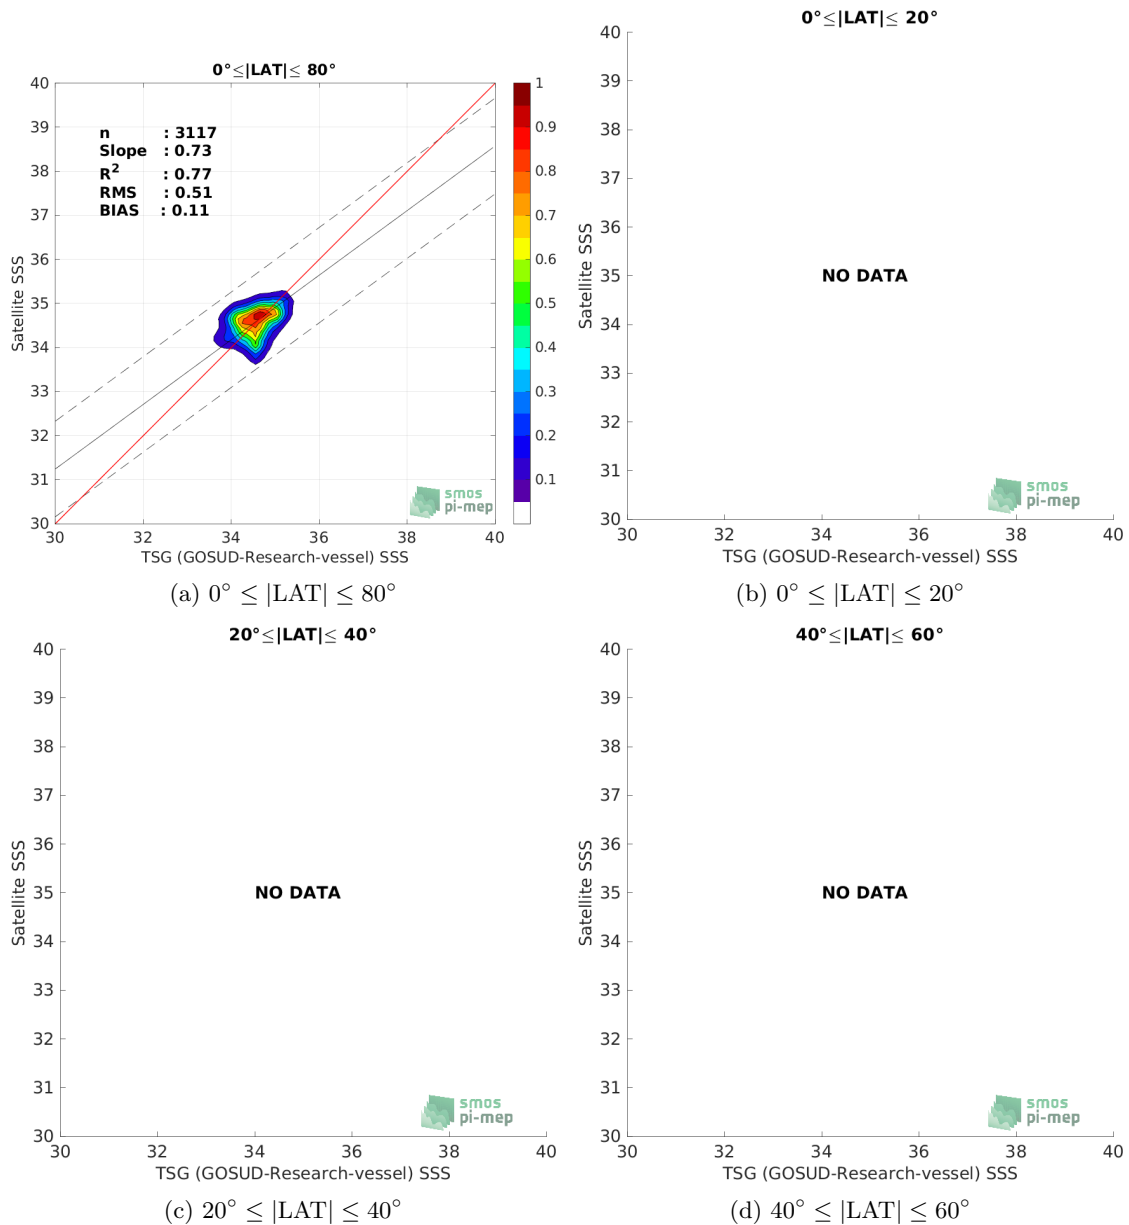 0°≤|LAT|≤ 80°
40
39
38
37
36
35
34
33
32
31
30
Satellite SSS
n : 3117
Slope : 0.73
R² : 0.77
RMS : 0.51
BIAS : 0.11
smos
pi-mep
30 32 34 36 38 40
TSG (GOSUD-Research-vessel) SSS
1
0.9
0.8
0.7
0.6
0.5
0.4
0.3
0.2
0.1
(a) 0° ≤ |LAT| ≤ 80°
0°≤|LAT|≤ 20°
40
39
38
37
36
35
34
33
32
31
30
Satellite SSS
NO DATA
smos
pi-mep
30 32 34 36 38 40
TSG (GOSUD-Research-vessel) SSS
(b) 0° ≤ |LAT| ≤ 20°
20°≤|LAT|≤ 40°
40
39
38
37
36
35
34
33
32
31
30
Satellite SSS
NO DATA
smos
pi-mep
30 32 34 36 38 40
TSG (GOSUD-Research-vessel) SSS
(c) 20° ≤ |LAT| ≤ 40°
40°≤|LAT|≤ 60°
40
39
38
37
36
35
34
33
32
31
30
Satellite SSS
NO DATA
smos
pi-mep
30 32 34 36 38 40
TSG (GOSUD-Research-vessel) SSS
(d) 40° ≤ |LAT| ≤ 60°